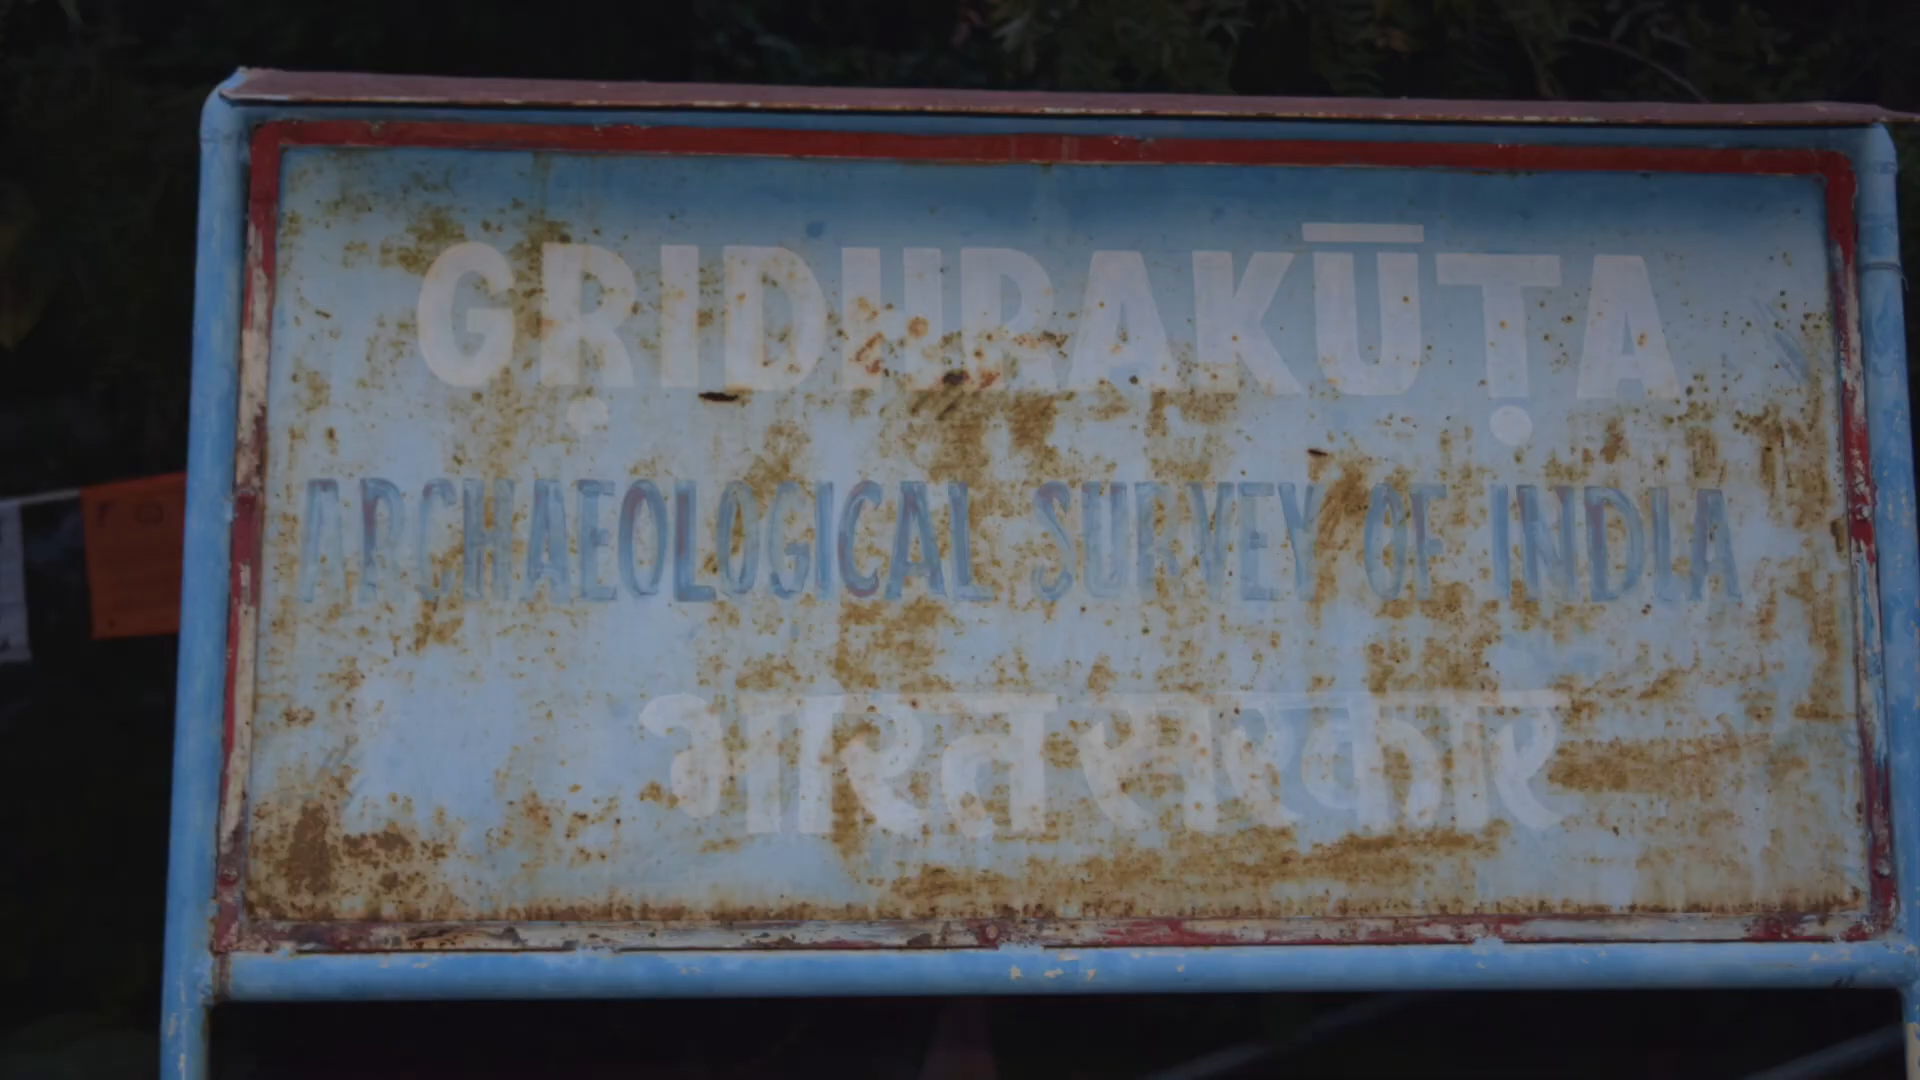 GṚIDHRAKŪṬA
ARCHAEOLOGICAL SURVEY OF INDIA
भारत सरकार